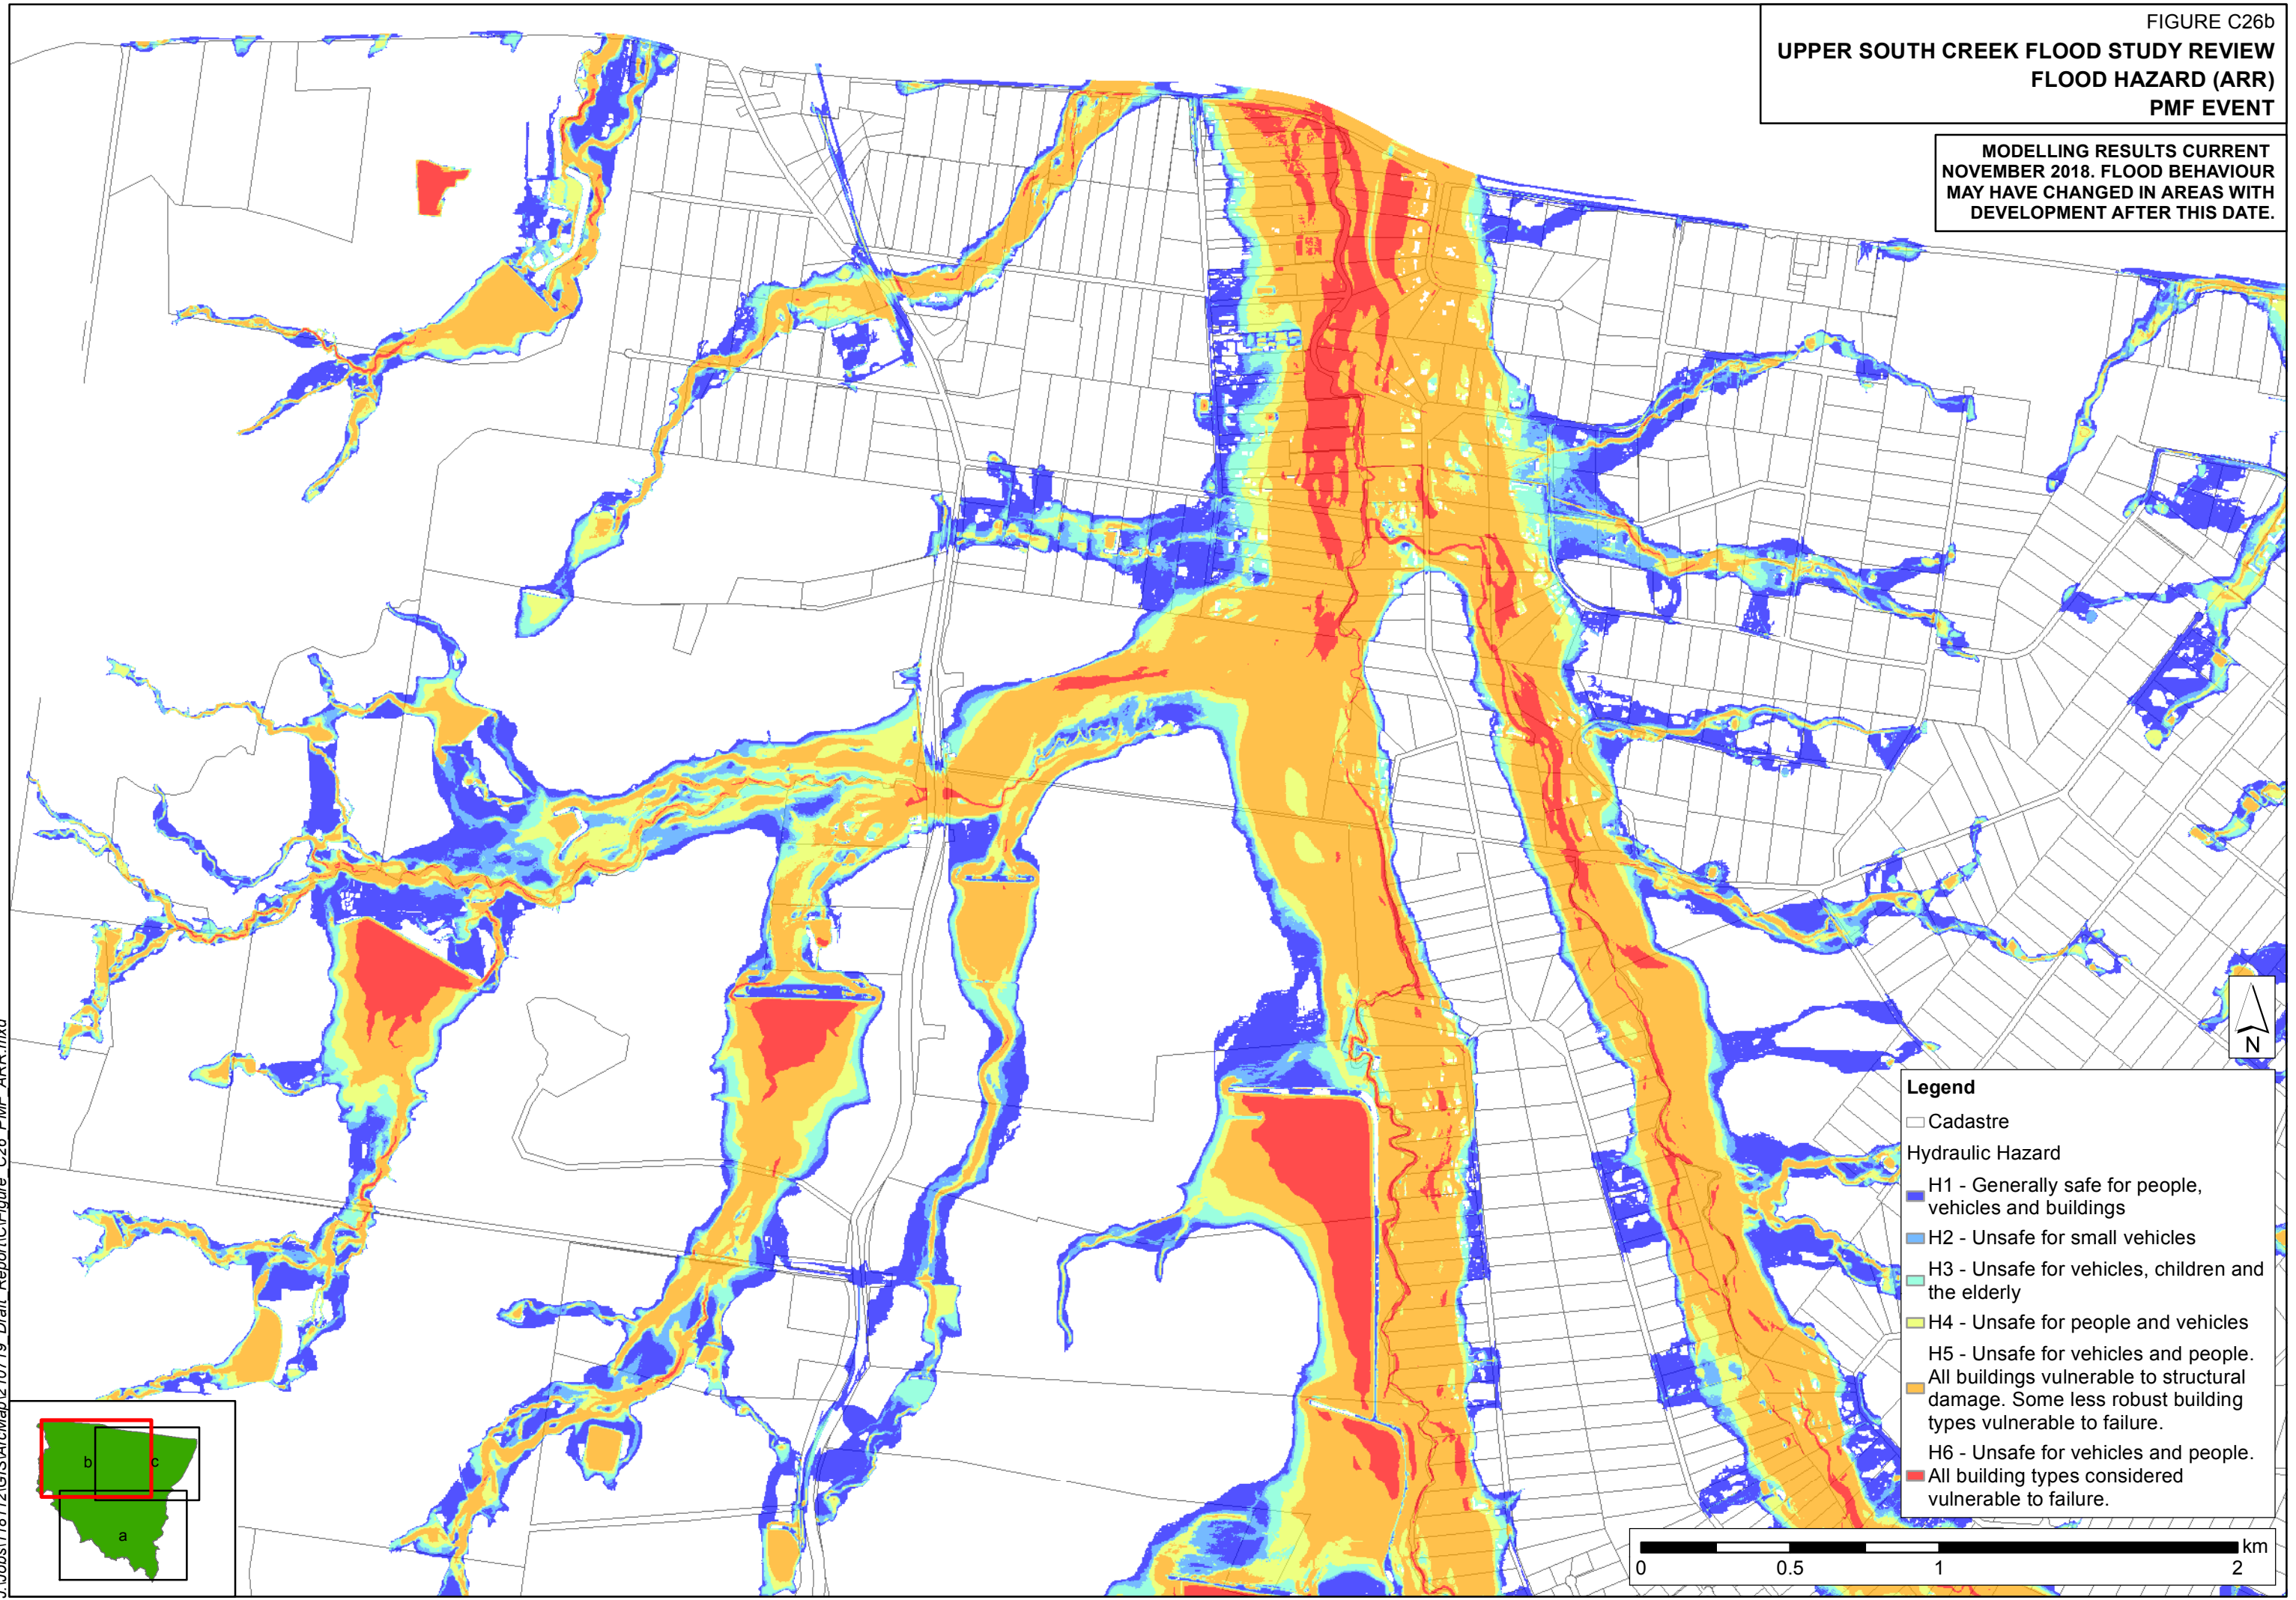 FIGURE C26b
UPPER SOUTH CREEK FLOOD STUDY REVIEW
FLOOD HAZARD (ARR)
PMF EVENT
MODELLING RESULTS CURRENT
NOVEMBER 2018. FLOOD BEHAVIOUR
MAY HAVE CHANGED IN AREAS WITH
DEVELOPMENT AFTER THIS DATE.
N
Legend
Cadastre
Hydraulic Hazard
H1 - Generally safe for people,
vehicles and buildings
H2 - Unsafe for small vehicles
H3 - Unsafe for vehicles, children and
the elderly
H4 - Unsafe for people and vehicles
H5 - Unsafe for vehicles and people.
All buildings vulnerable to structural
damage. Some less robust building
types vulnerable to failure.
H6 - Unsafe for vehicles and people.
All building types considered
vulnerable to failure.
km
0 0.5 1 2
b c
a